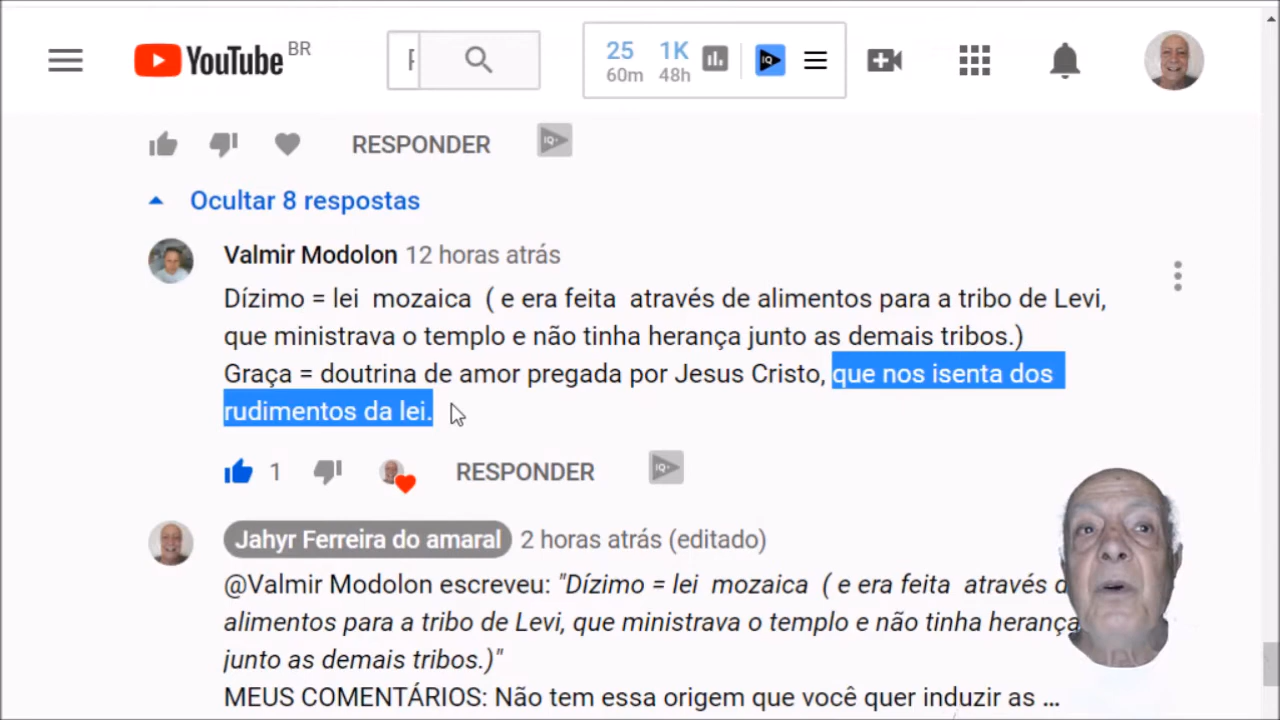 YouTube BR
25 1K
60m 48h
IQ
RESPONDER
IQ
Ocultar 8 respostas
Valmir Modolon 12 horas atrás
Dízimo = lei mozaica ( e era feita através de alimentos para a tribo de Levi,
que ministrava o templo e não tinha herança junto as demais tribos.)
Graça = doutrina de amor pregada por Jesus Cristo, que nos isenta dos
rudimentos da lei.
1 RESPONDER IQ
Jahyr Ferreira do amaral 2 horas atrás (editado)
@Valmir Modolon escreveu: "Dízimo = lei mozaica ( e era feita através
alimentos para a tribo de Levi, que ministrava o templo e não tinha herança
junto as demais tribos.)"
MEUS COMENTÁRIOS: Não tem essa origem que você quer induzir as ...